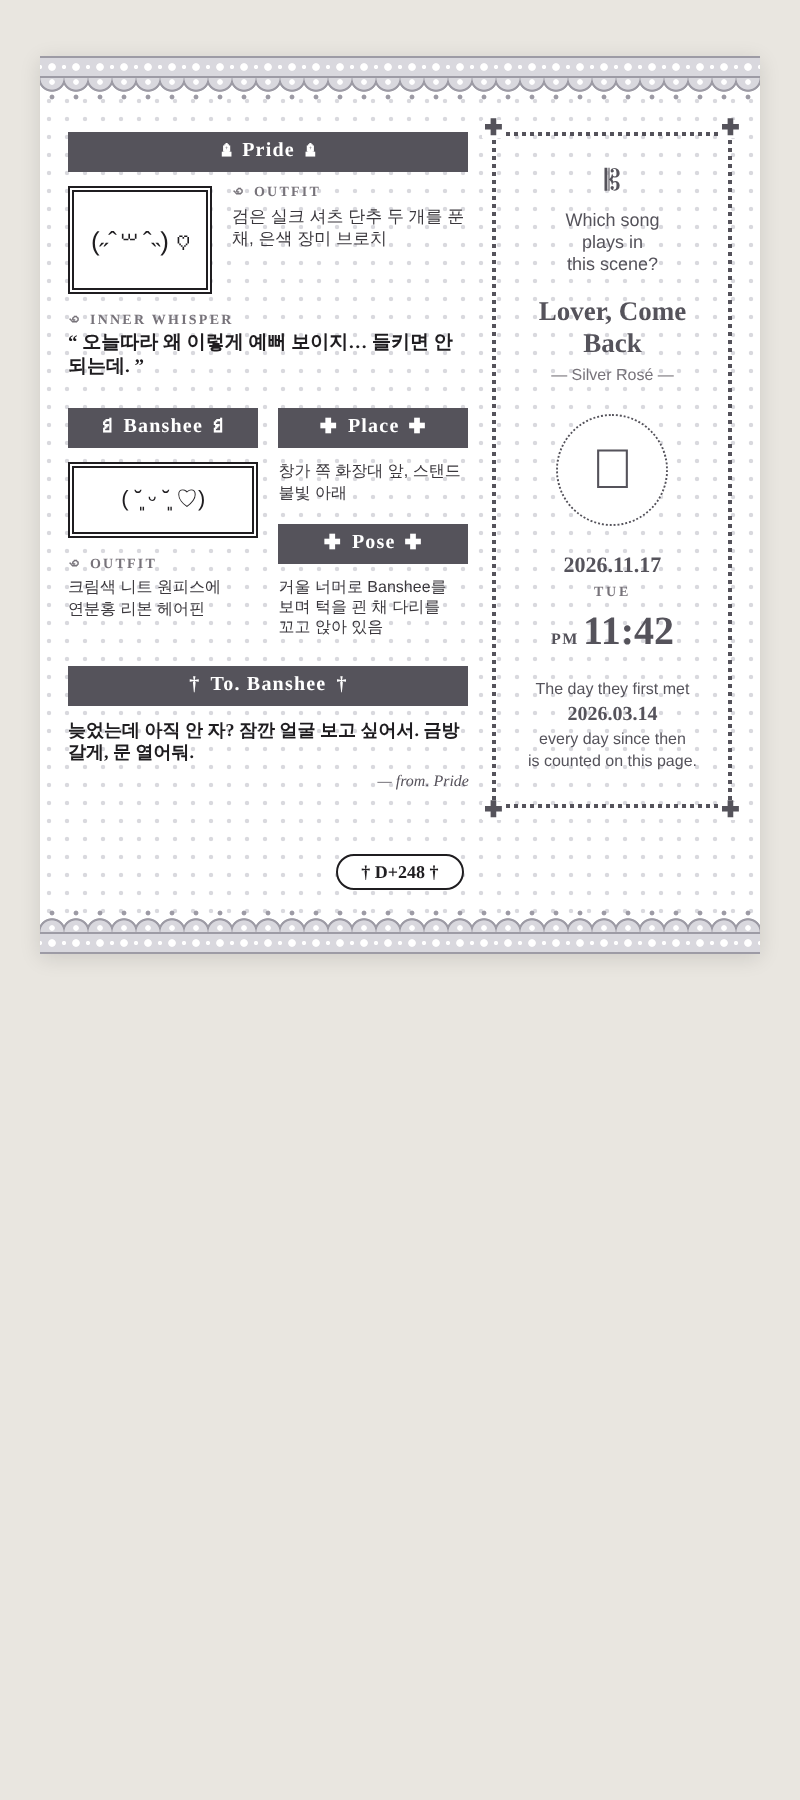 Pride
OUTFIT
검은 실크 셔츠 단추 두 개를 푼
채, 은색 장미 브로치
(˶ˆ꒳ˆ˵) ♡
INNER WHISPER
“ 오늘따라 왜 이렇게 예뻐 보이지… 들키면 안
되는데. ”
Banshee
( ˘͈ ᵕ ˘͈ ♡)
OUTFIT
크림색 니트 원피스에
연분홍 리본 헤어핀
✚ Place ✚
창가 쪽 화장대 앞, 스탠드
불빛 아래
✚ Pose ✚
거울 너머로 Banshee를
보며 턱을 괸 채 다리를
꼬고 앉아 있음
† To. Banshee †
늦었는데 아직 안 자? 잠깐 얼굴 보고 싶어서. 금방
갈게, 문 열어둬.
— from. Pride
𝄡
Which song
plays in
this scene?
Lover, Come
Back
— Silver Rosé —
2026.11.17
TUE
PM 11:42
The day they first met
2026.03.14
every day since then
is counted on this page.
† D+248 †